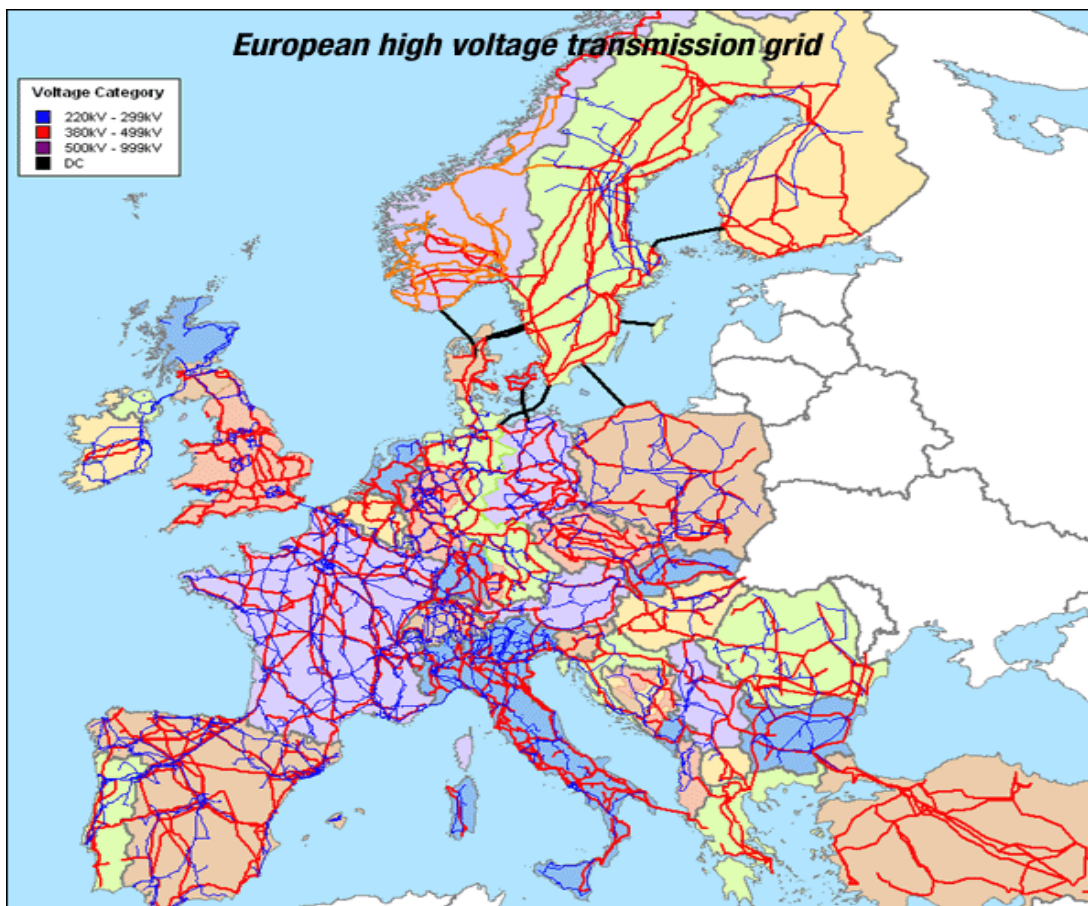 European high voltage transmission grid
Voltage Category
220kV - 299kV
380kV - 499kV
500kV - 999kV
DC